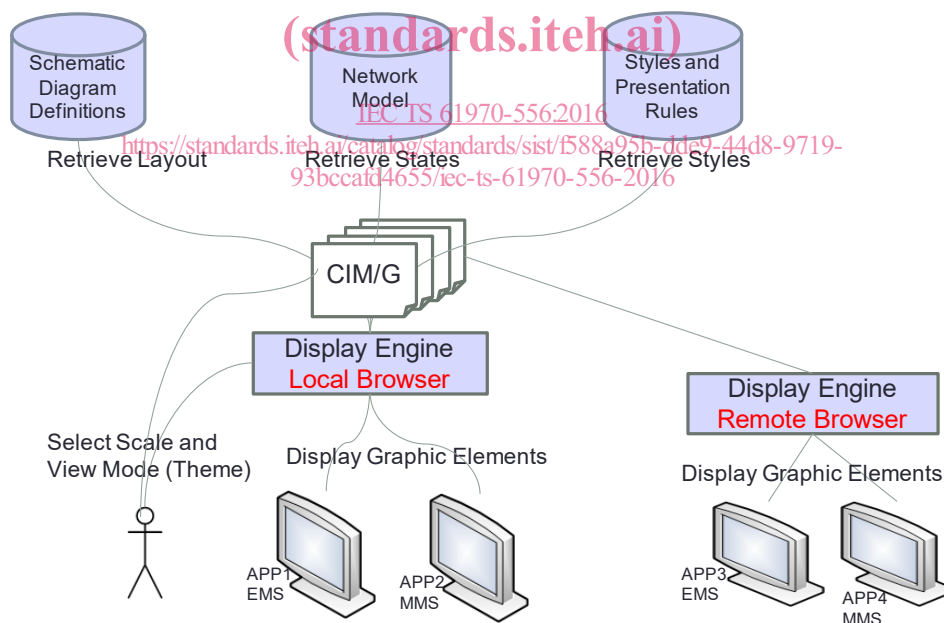 (standards.iteh.ai)
Schematic
Diagram
Definitions
Network
Model
Styles and
Presentation
Rules
IEC TS 61970-556:2016
https://standards.iteh.ai/catalog/standards/sist/f588a95b-dde9-44d8-9719-
93bccafd4655/iec-ts-61970-556-2016
Retrieve Layout
Retrieve States
Retrieve Styles
CIM/G
Display Engine
Local Browser
Display Engine
Remote Browser
Select Scale and
View Mode (Theme)
Display Graphic Elements
Display Graphic Elements
APP1
EMS
APP2
MMS
APP3
EMS
APP4
MMS